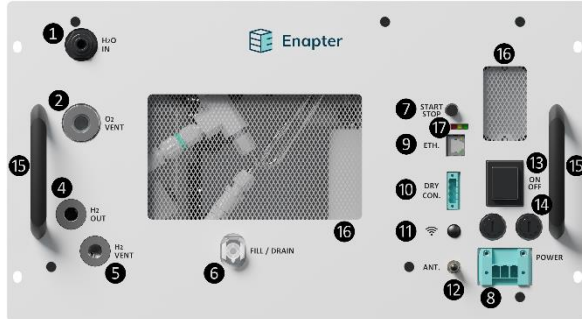 1
H₂O
IN
Enapter
16
2
O₂
VENT
7
START
STOP
17
9
ETH.
13
ON
OFF
15
15
4
H₂
OUT
10
DRY
CON.
14
16
11
H₂
VENT
5
6
FILL / DRAIN
POWER
ANT.
12
8